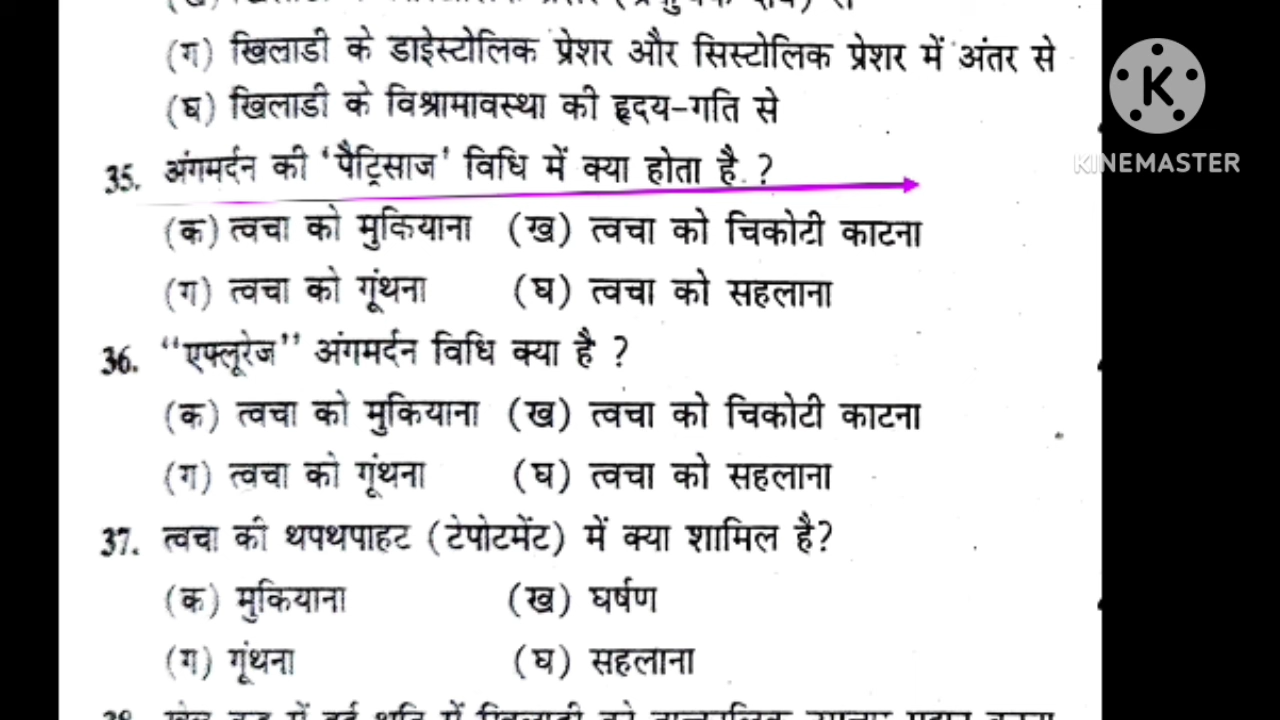 (ग) खिलाडी के डाइेस्टोलिक प्रेशर और सिस्टोलिक प्रेशर में अंतर से
(घ) खिलाडी के विश्रामावस्था की हृदय-गति से
K
KINEMASTER
35. अंगमर्दन की 'पैट्रिसाज' विधि में क्या होता है ?
(क) त्वचा को मुकियाना (ख) त्वचा को चिकोटी काटना
(ग) त्वचा को गूंथना (घ) त्वचा को सहलाना
36. "एफ्लूरेज" अंगमर्दन विधि क्या है ?
(क) त्वचा को मुकियाना (ख) त्वचा को चिकोटी काटना
(ग) त्वचा को गूंथना (घ) त्वचा को सहलाना
37. त्वचा की थपथपाहट (टेपोटमेंट) में क्या शामिल है?
(क) मुकियाना (ख) घर्षण
(ग) गूंथना (घ) सहलाना